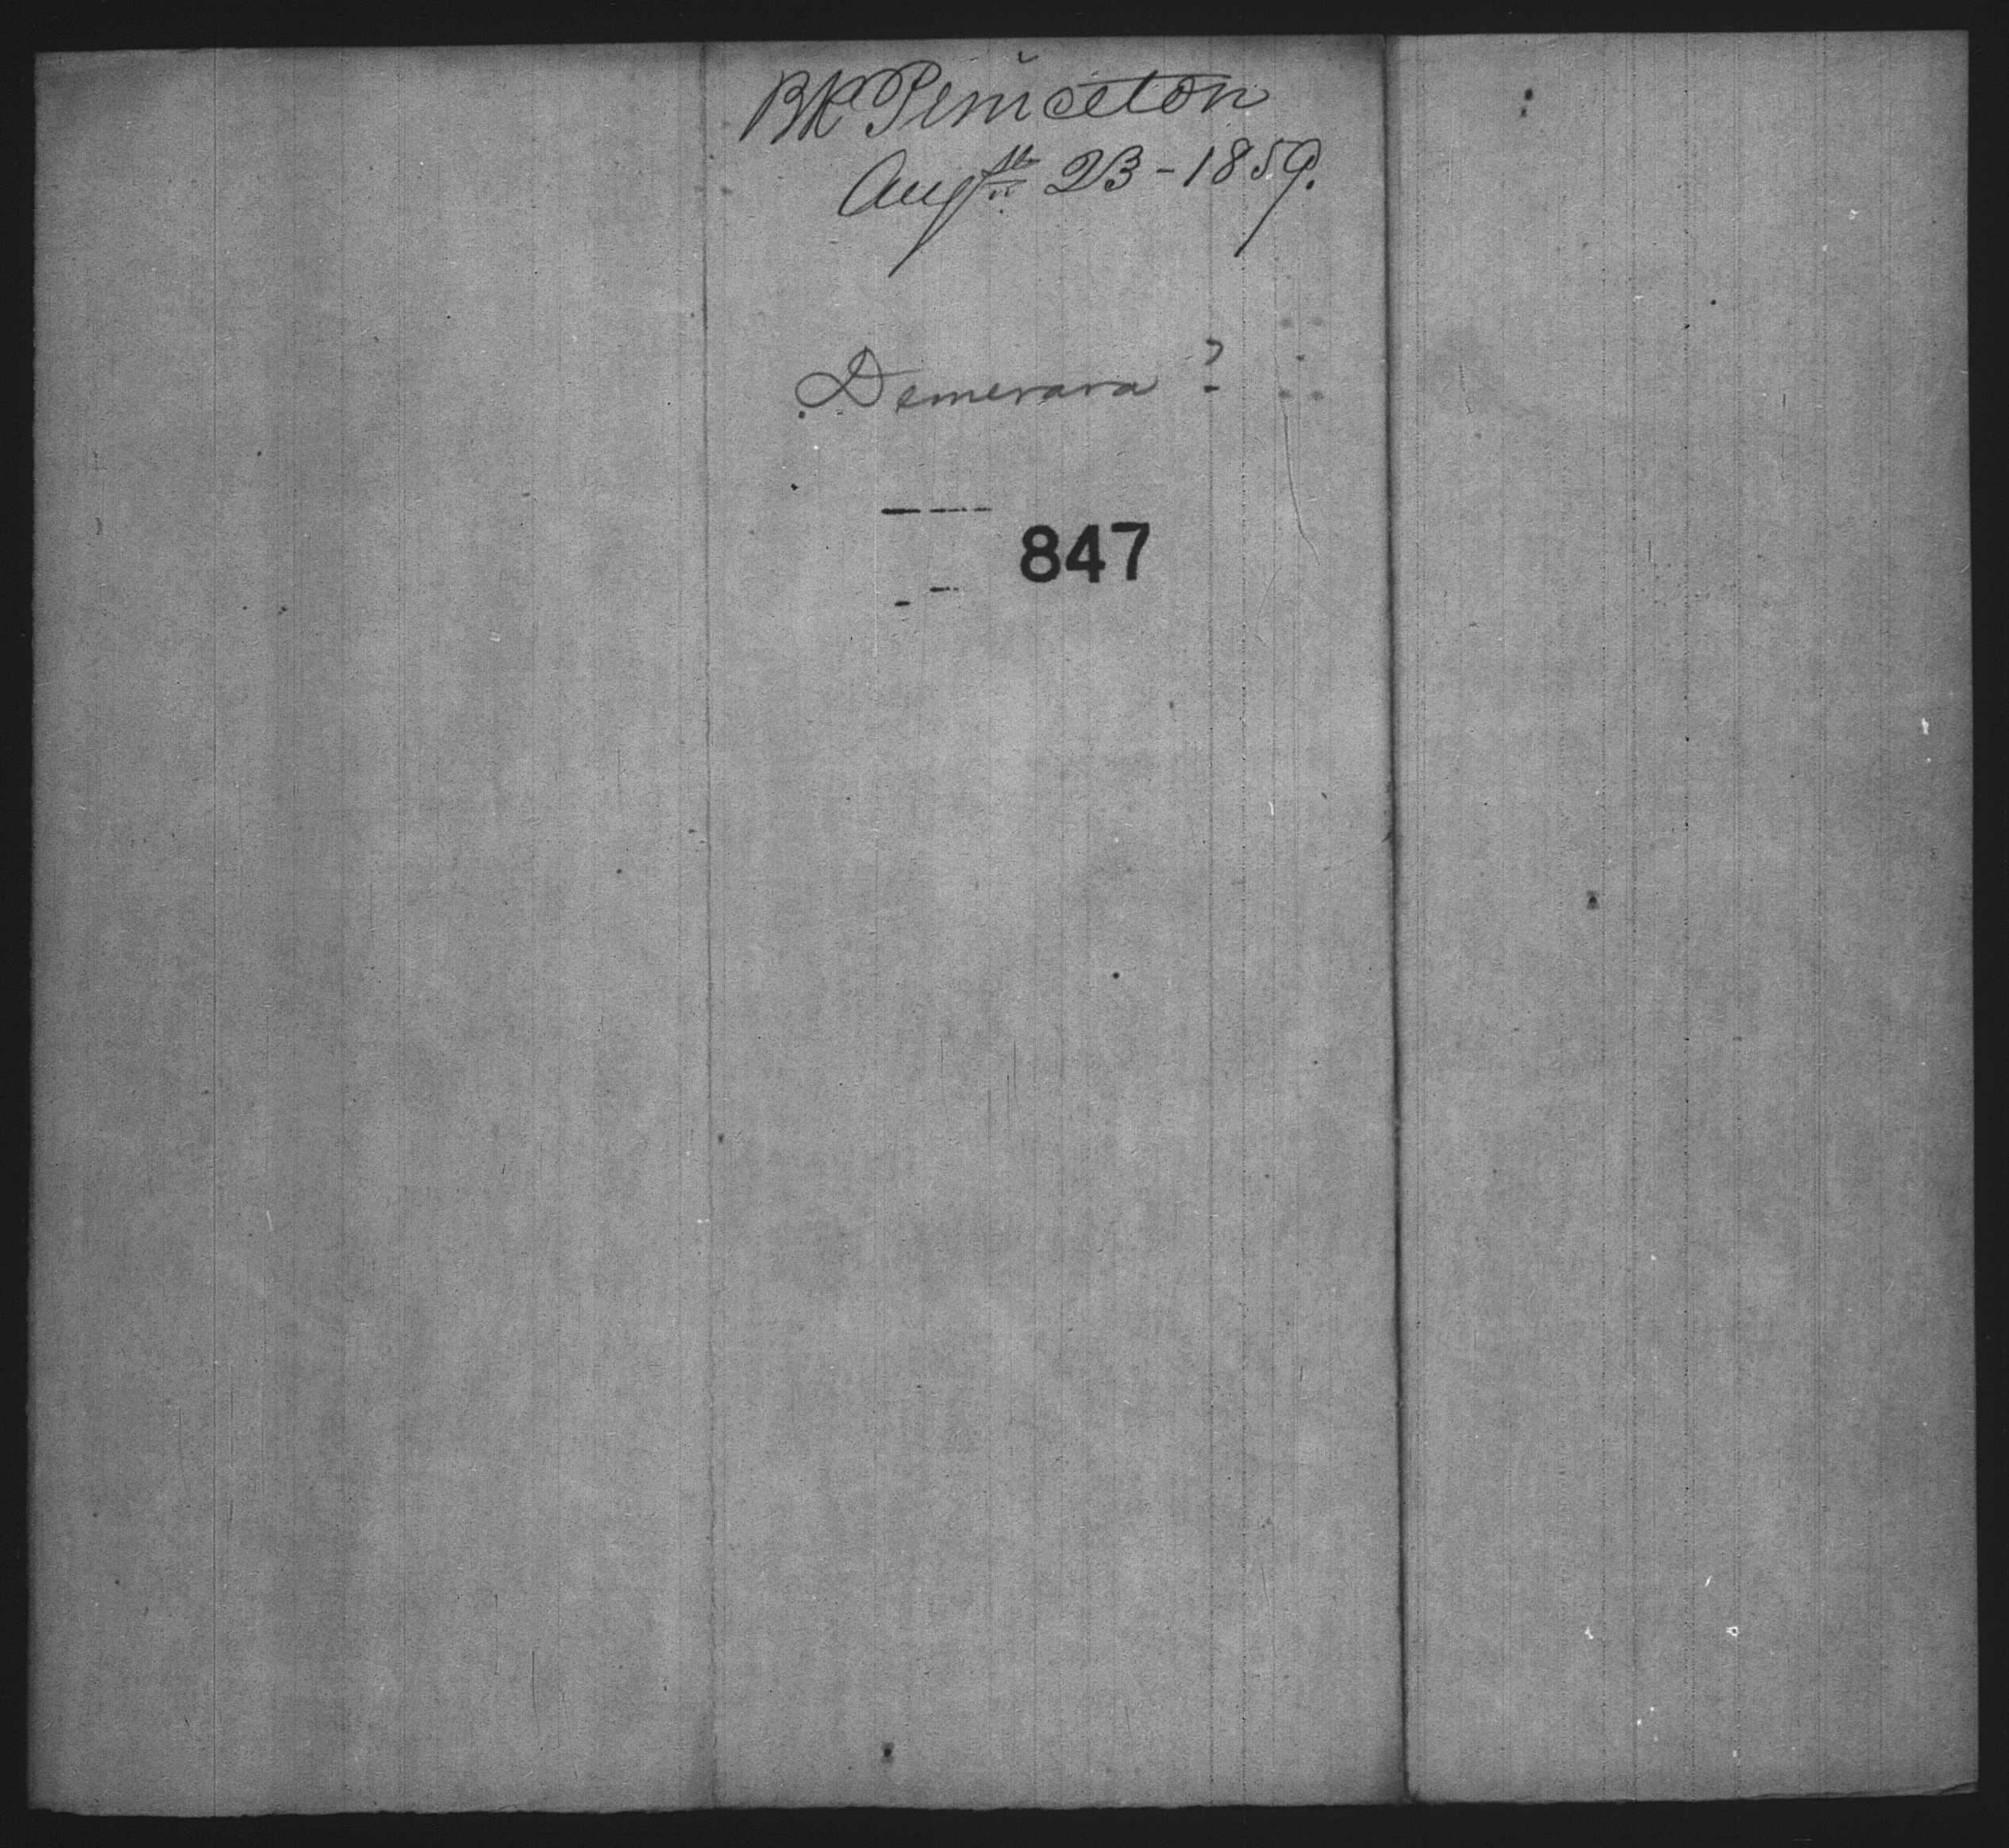 Bk Princeton
Augst 23 - 1859.
Demerara ?
847